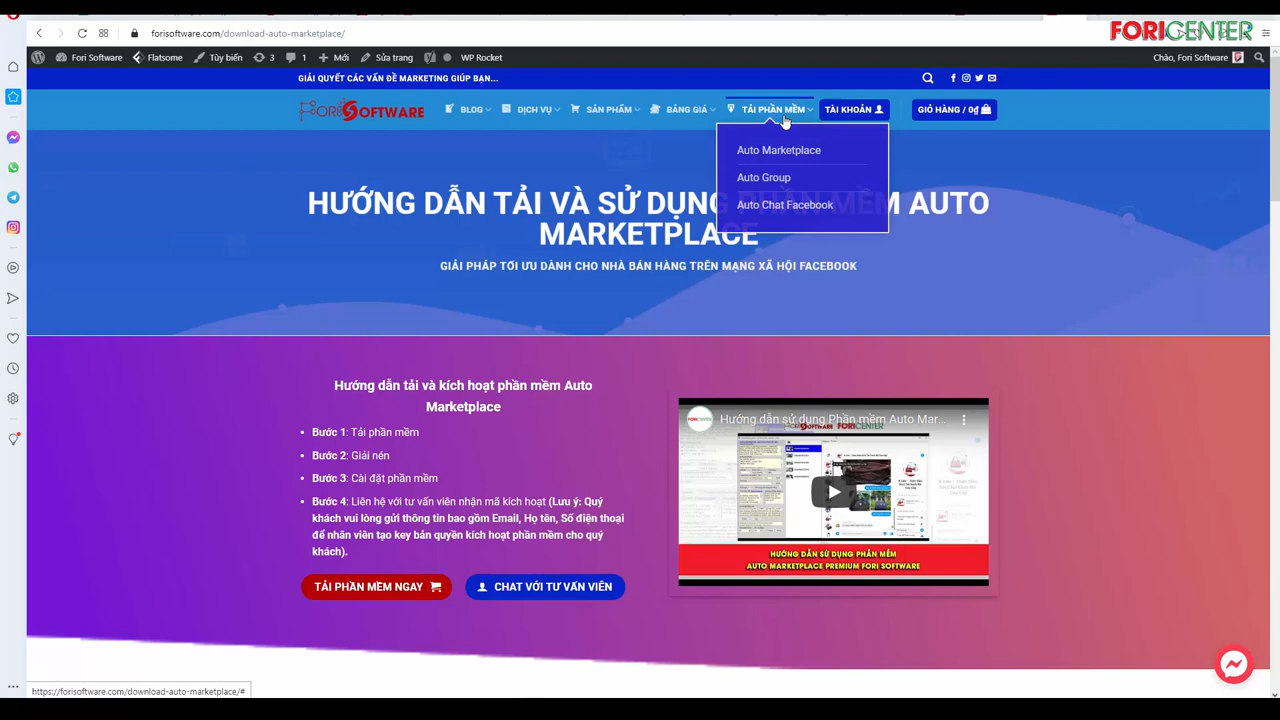 forisoftware.com/download-auto-marketplace/
FORICENTER
Fori Software
Flatsome
Tùy biến
3
1
Mới
Sửa trang
WP Rocket
Chào, Fori Software
GIẢI QUYẾT CÁC VẤN ĐỀ MARKETING GIÚP BẠN...
FORI SOFTWARE
BLOG
DỊCH VỤ
SẢN PHẨM
BẢNG GIÁ
TẢI PHẦN MỀM
TÀI KHOẢN
GIỎ HÀNG / 0₫
Auto Marketplace
Auto Group
Auto Chat Facebook
HƯỚNG DẪN TẢI VÀ SỬ DỤNG PHẦN MỀM AUTO
MARKETPLACE
GIẢI PHÁP TƠI ƯU DÀNH CHO NHÀ BÁN HÀNG TRÊN MẠNG XÃ HỘI FACEBOOK
Hướng dẫn tải và kích hoạt phần mềm Auto
Marketplace
• Bước 1: Tải phần mềm
• Bước 2: Giải nén
• Bước 3: Cài đặt phần mềm
• Bước 4: Liên hệ với tư vấn viên nhận mã kích hoạt (Lưu ý: Quý
khách vui lòng gửi thông tin bao gồm Email, Họ tên, Số điện thoại
để nhân viên tạo key bản quyền kích hoạt phần mềm cho quý
khách).
TẢI PHẦN MỀM NGAY
CHAT VỚI TƯ VẤN VIÊN
Hướng dẫn sử dụng Phần mềm Auto Mar...
FORISOFTWARE FORICENTER
HƯỚNG DẪN SỬ DỤNG PHẦN MỀM
AUTO MARKETPLACE PREMIUM FORI SOFTWARE
https://forisoftware.com/download-auto-marketplace/#